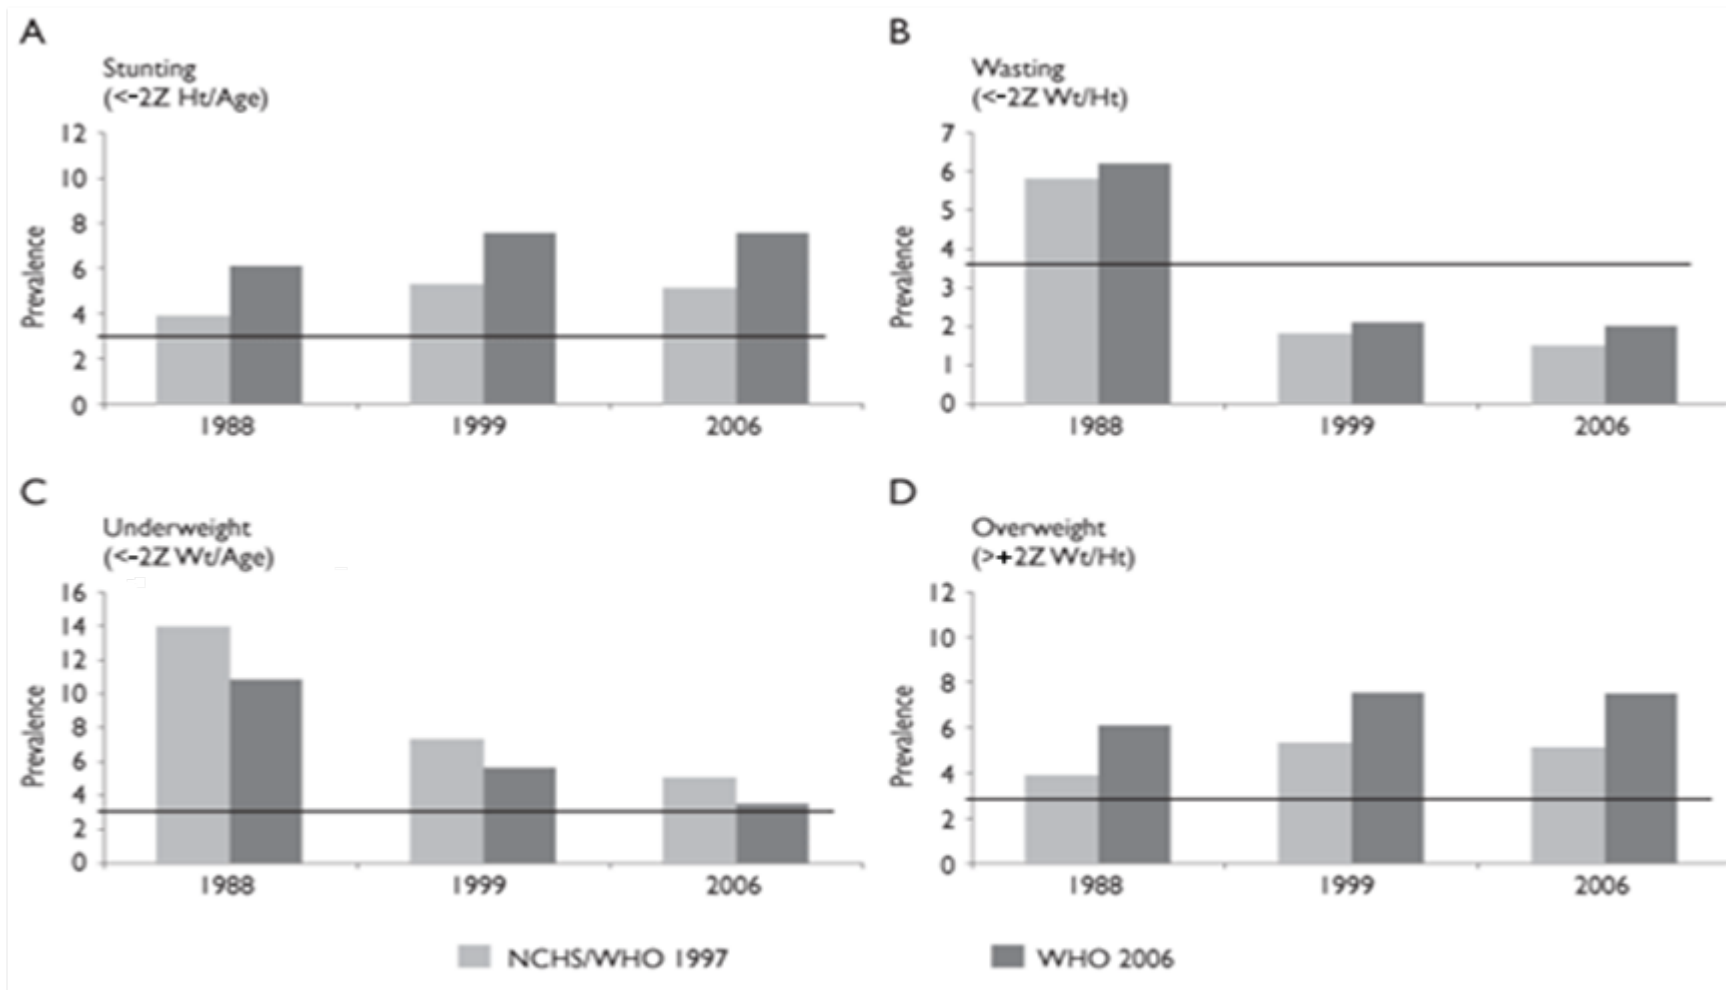 A
Stunting
(<-2Z Ht/Age)
12
10
8
6
4
2
0
Prevalence
1988 1999 2006
B
Wasting
(<-2Z Wt/Ht)
7
6
5
4
3
2
1
0
Prevalence
1988 1999 2006
C
Underweight
(<-2Z Wt/Age)
16
14
12
10
8
6
4
2
0
Prevalence
1988 1999 2006
D
Overweight
(>+2Z Wt/Ht)
12
10
8
6
4
2
0
Prevalence
1988 1999 2006
NCHS/WHO 1997 WHO 2006